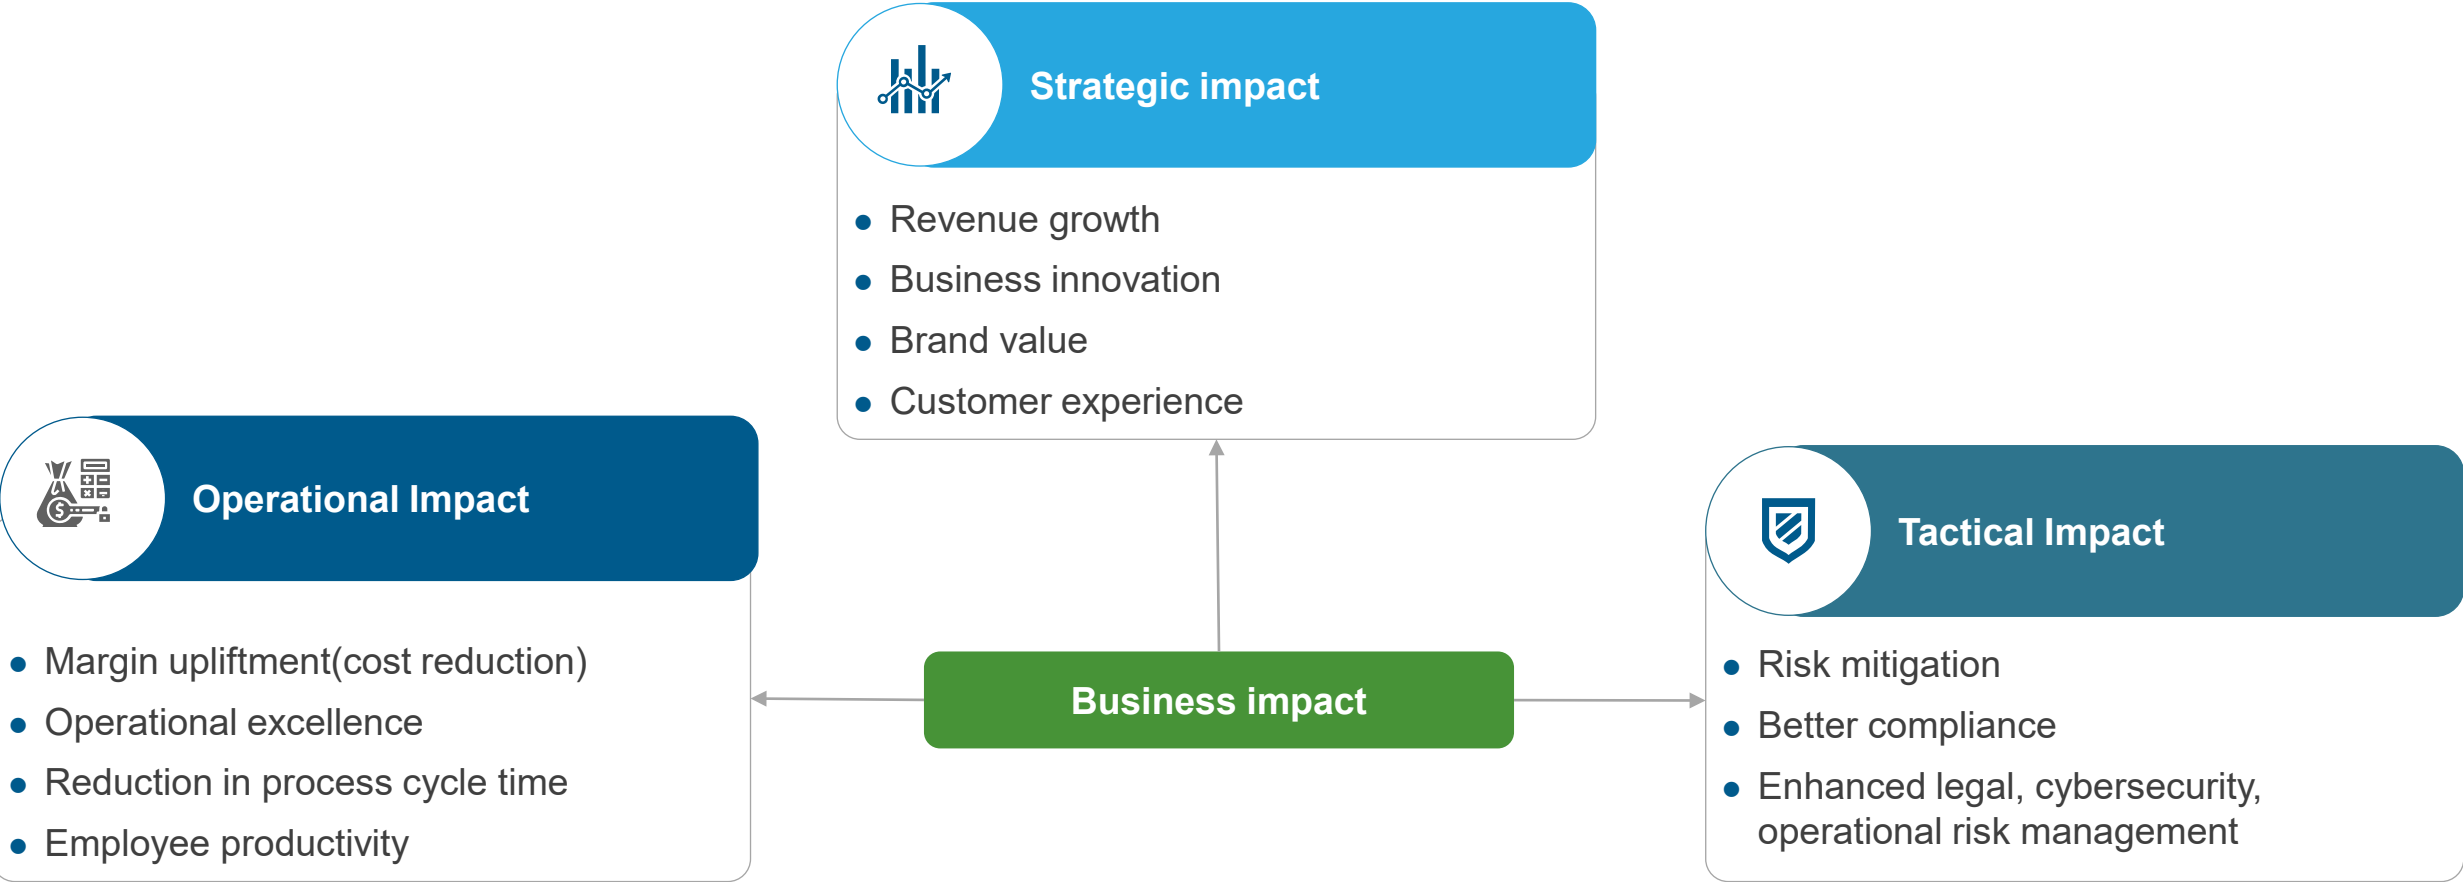 Strategic impact
Revenue growth
Business innovation
Brand value
Customer experience
Operational Impact
Margin upliftment(cost reduction)
Operational excellence
Reduction in process cycle time
Employee productivity
Business impact
Tactical Impact
Risk mitigation
Better compliance
Enhanced legal, cybersecurity,
operational risk management